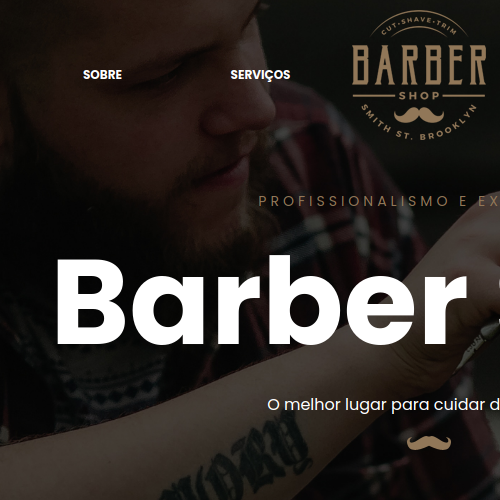 CUT-SHAVE-TRIM
BARBER
SHOP
SMITH ST. BROOKLYN
SOBRE SERVIÇOS
PROFISSIONALISMO E EX
Barber
O melhor lugar para cuidar d